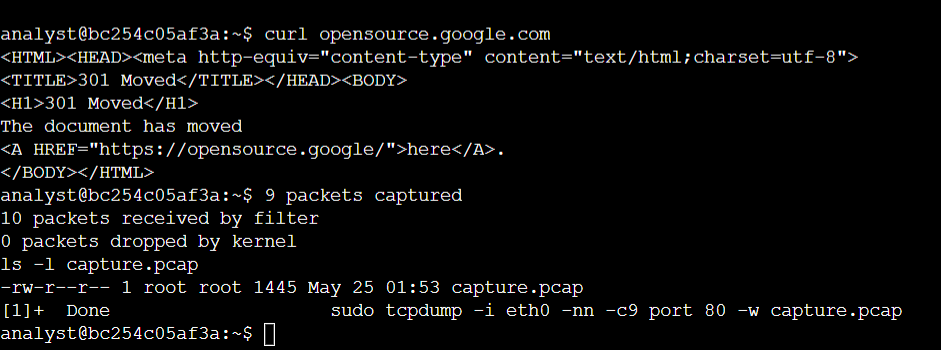 analyst@bc254c05af3a:~$ curl opensource.google.com
<HTML><HEAD><meta http-equiv="content-type" content="text/html;charset=utf-8">
<TITLE>301 Moved</TITLE></HEAD><BODY>
<H1>301 Moved</H1>
The document has moved
<A HREF="https://opensource.google/">here</A>.
</BODY></HTML>
analyst@bc254c05af3a:~$ 9 packets captured
10 packets received by filter
0 packets dropped by kernel
ls -l capture.pcap
-rw-r--r-- 1 root root 1445 May 25 01:53 capture.pcap
[1]+  Done                    sudo tcpdump -i eth0 -nn -c9 port 80 -w capture.pcap
analyst@bc254c05af3a:~$